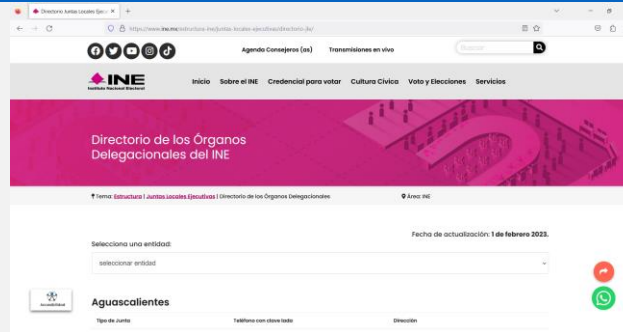 Directorio Juntas Locales Ejec
https://www.ine.mx/estructura-ine/juntas-locales-ejecutivas/directorio-jle/
Agenda Consejeros (as) Transmisiones en vivo Buscar
INE
Instituto Nacional Electoral
Inicio Sobre el INE Credencial para votar Cultura Cívica Voto y Elecciones Servicios
Directorio de los Órganos
Delegacionales del INE
Tema: Estructura | Juntas Locales Ejecutivas | Directorio de los Órganos Delegacionales Área: INE
Fecha de actualización: 1 de febrero 2023.
Selecciona una entidad:
seleccionar entidad
Accesibilidad
Aguascalientes
Tipo de Junta Teléfono con clave lada Dirección